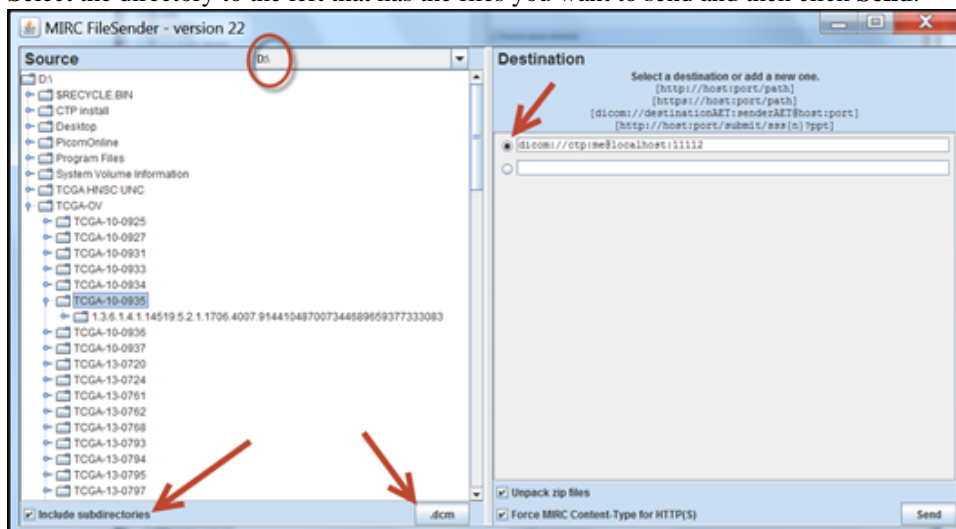 Select the directory to the left that has the files you want to send and then click Send.
MIRC FileSender - version 22
Source
D:\
D:\
$RECYCLE.BIN
CTP install
Desktop
PicomOnline
Program Files
System Volume Information
TCGA HNSC UNC
TCGA-OV
TCGA-10-0925
TCGA-10-0927
TCGA-10-0931
TCGA-10-0933
TCGA-10-0934
TCGA-10-0935
1.3.6.1.4.1.14519.5.2.1.1706.4007.914410487007344689659377333083
TCGA-10-0936
TCGA-10-0937
TCGA-13-0720
TCGA-13-0724
TCGA-13-0761
TCGA-13-0762
TCGA-13-0768
TCGA-13-0793
TCGA-13-0794
TCGA-13-0795
TCGA-13-0797
Include subdirectories
.dcm
Destination
Select a destination or add a new one.
[http://host:port/path]
[https://host:port/path]
[dicom://destinationAET:senderAET@host:port]
[http://host:port/submit/sss[n]?ppt]
dicom://ctp:me@localhost:11112
Unpack zip files
Force MIRC Content-Type for HTTP(S)
Send